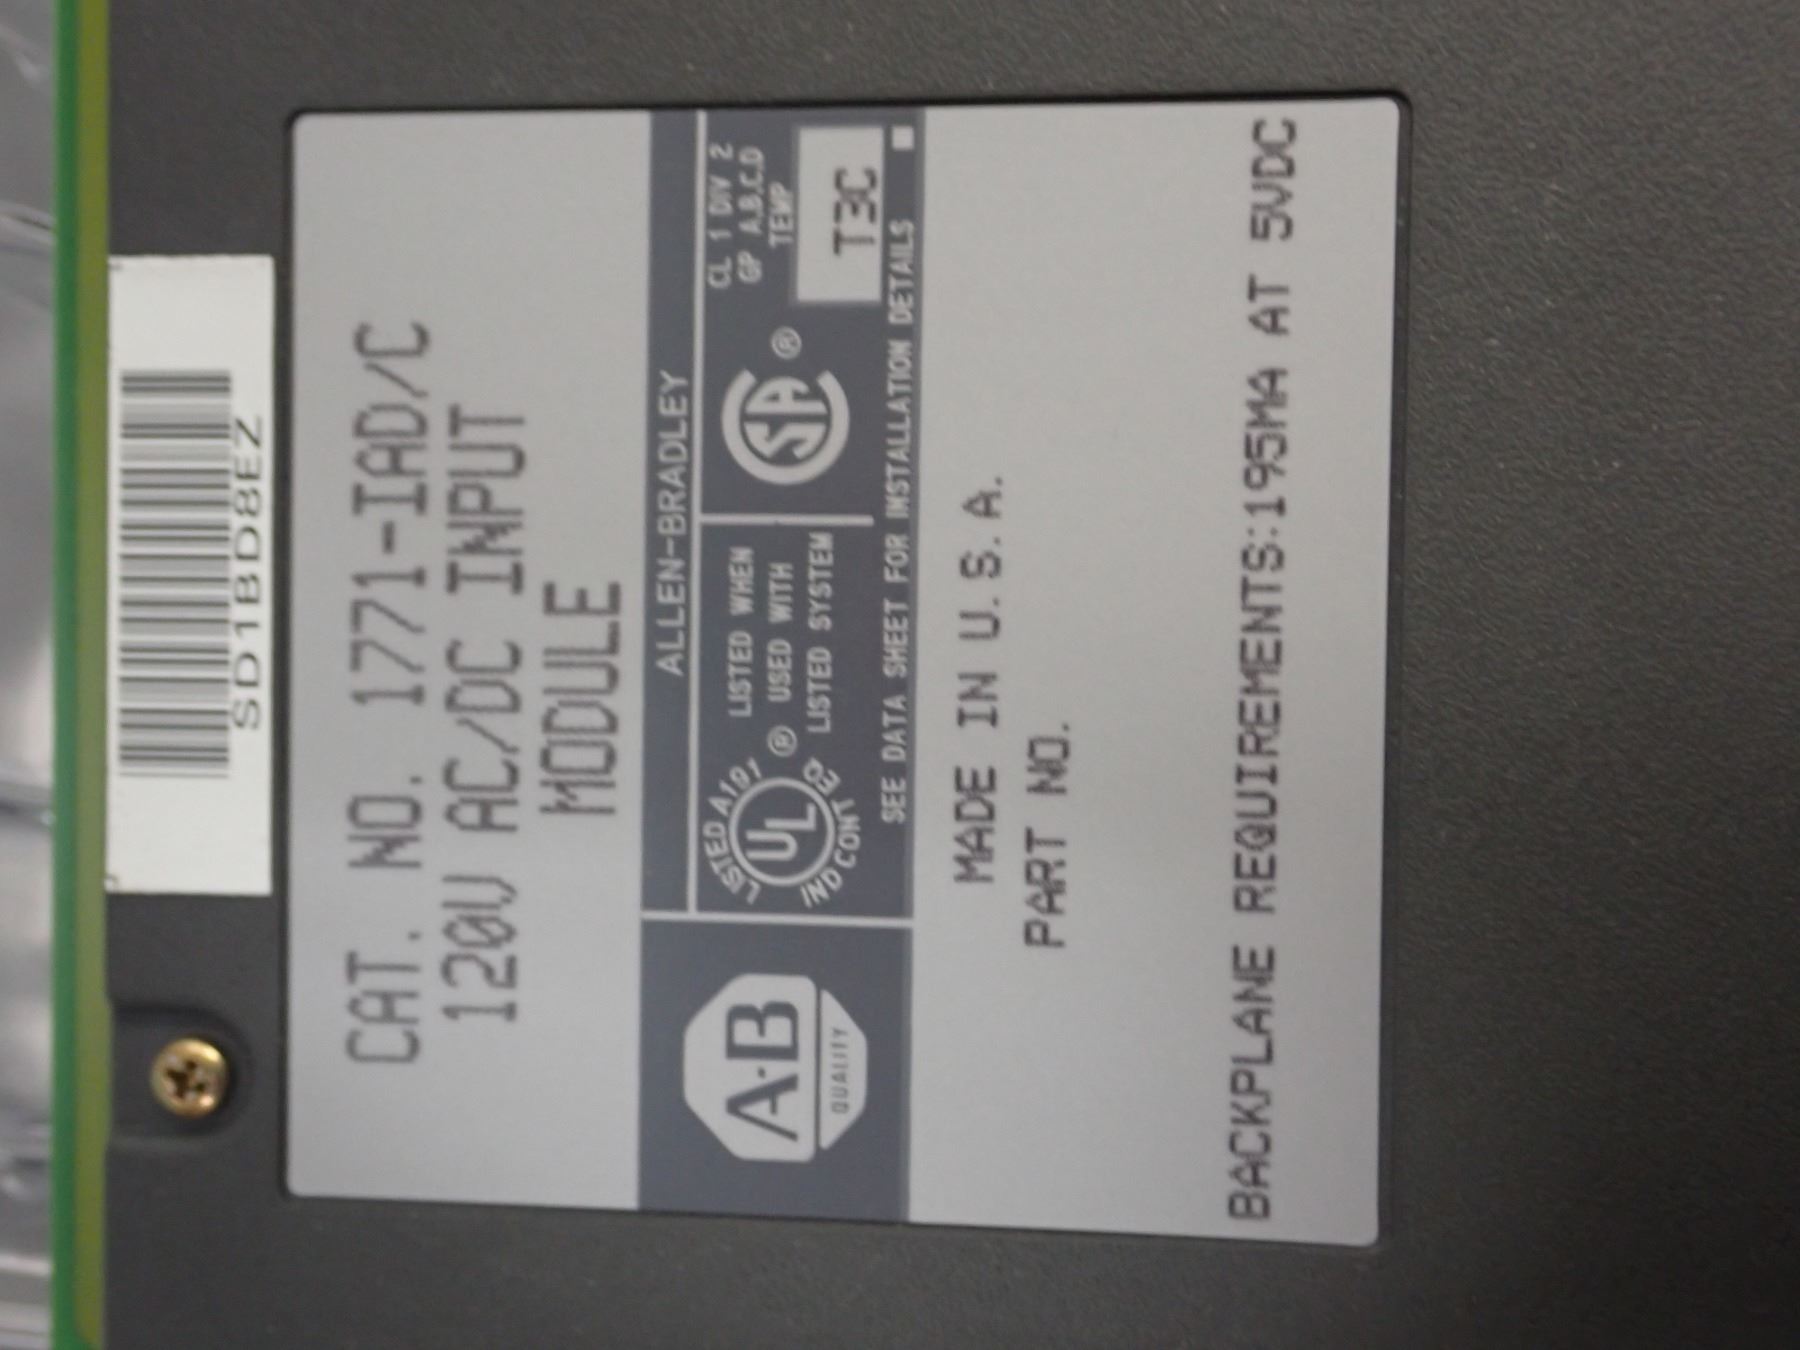 SD1BD8EZ
CAT. NO. 1771-IAD/C
120V AC/DC INPUT
MODULE
ALLEN-BRADLEY
A·B
QUALITY
LISTED A191
UL ®
IND CONT EQ
LISTED WHEN
USED WITH
LISTED SYSTEM
SA ®
CL 1 DIV 2
GP A,B,C,D
TEMP
T3C
SEE DATA SHEET FOR INSTALLATION DETAILS
MADE IN U.S.A.
PART NO.
BACKPLANE REQUIREMENTS:195MA AT 5VDC